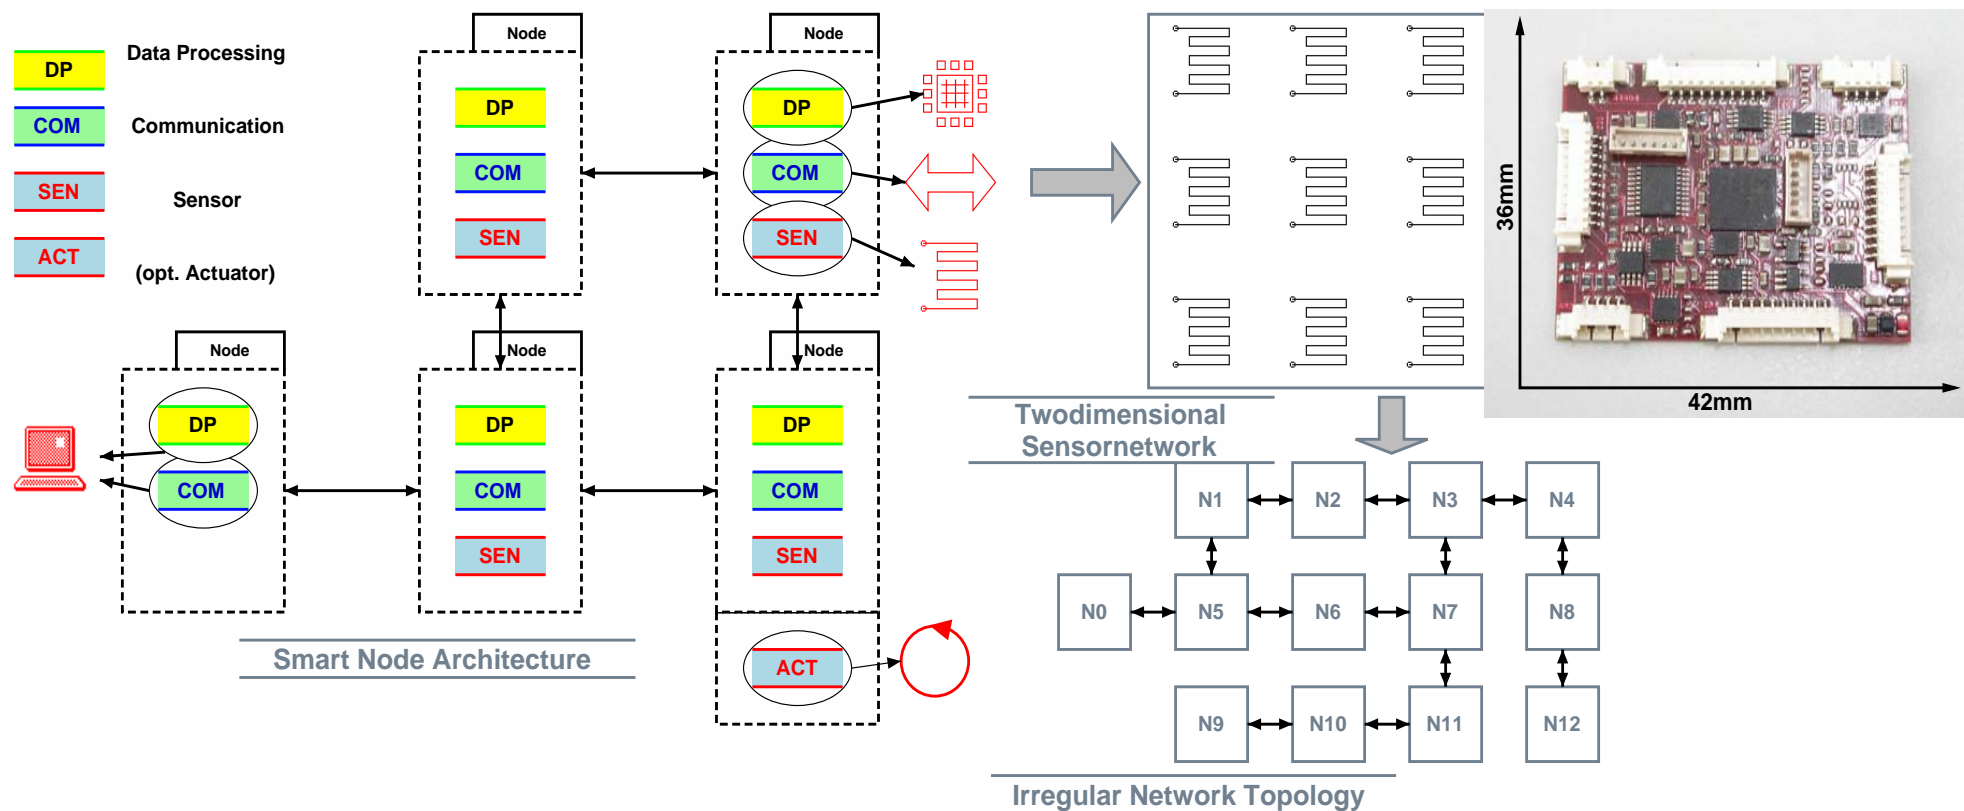 DP
Data Processing
COM
Communication
SEN
Sensor
ACT
(opt. Actuator)
Node
DP
COM
SEN
Node
DP
COM
SEN
Node
DP
COM
Node
DP
COM
SEN
Node
DP
COM
SEN
ACT
Smart Node Architecture
Twodimensional
Sensornetwork
36mm
42mm
N1
N2
N3
N4
N0
N5
N6
N7
N8
N9
N10
N11
N12
Irregular Network Topology